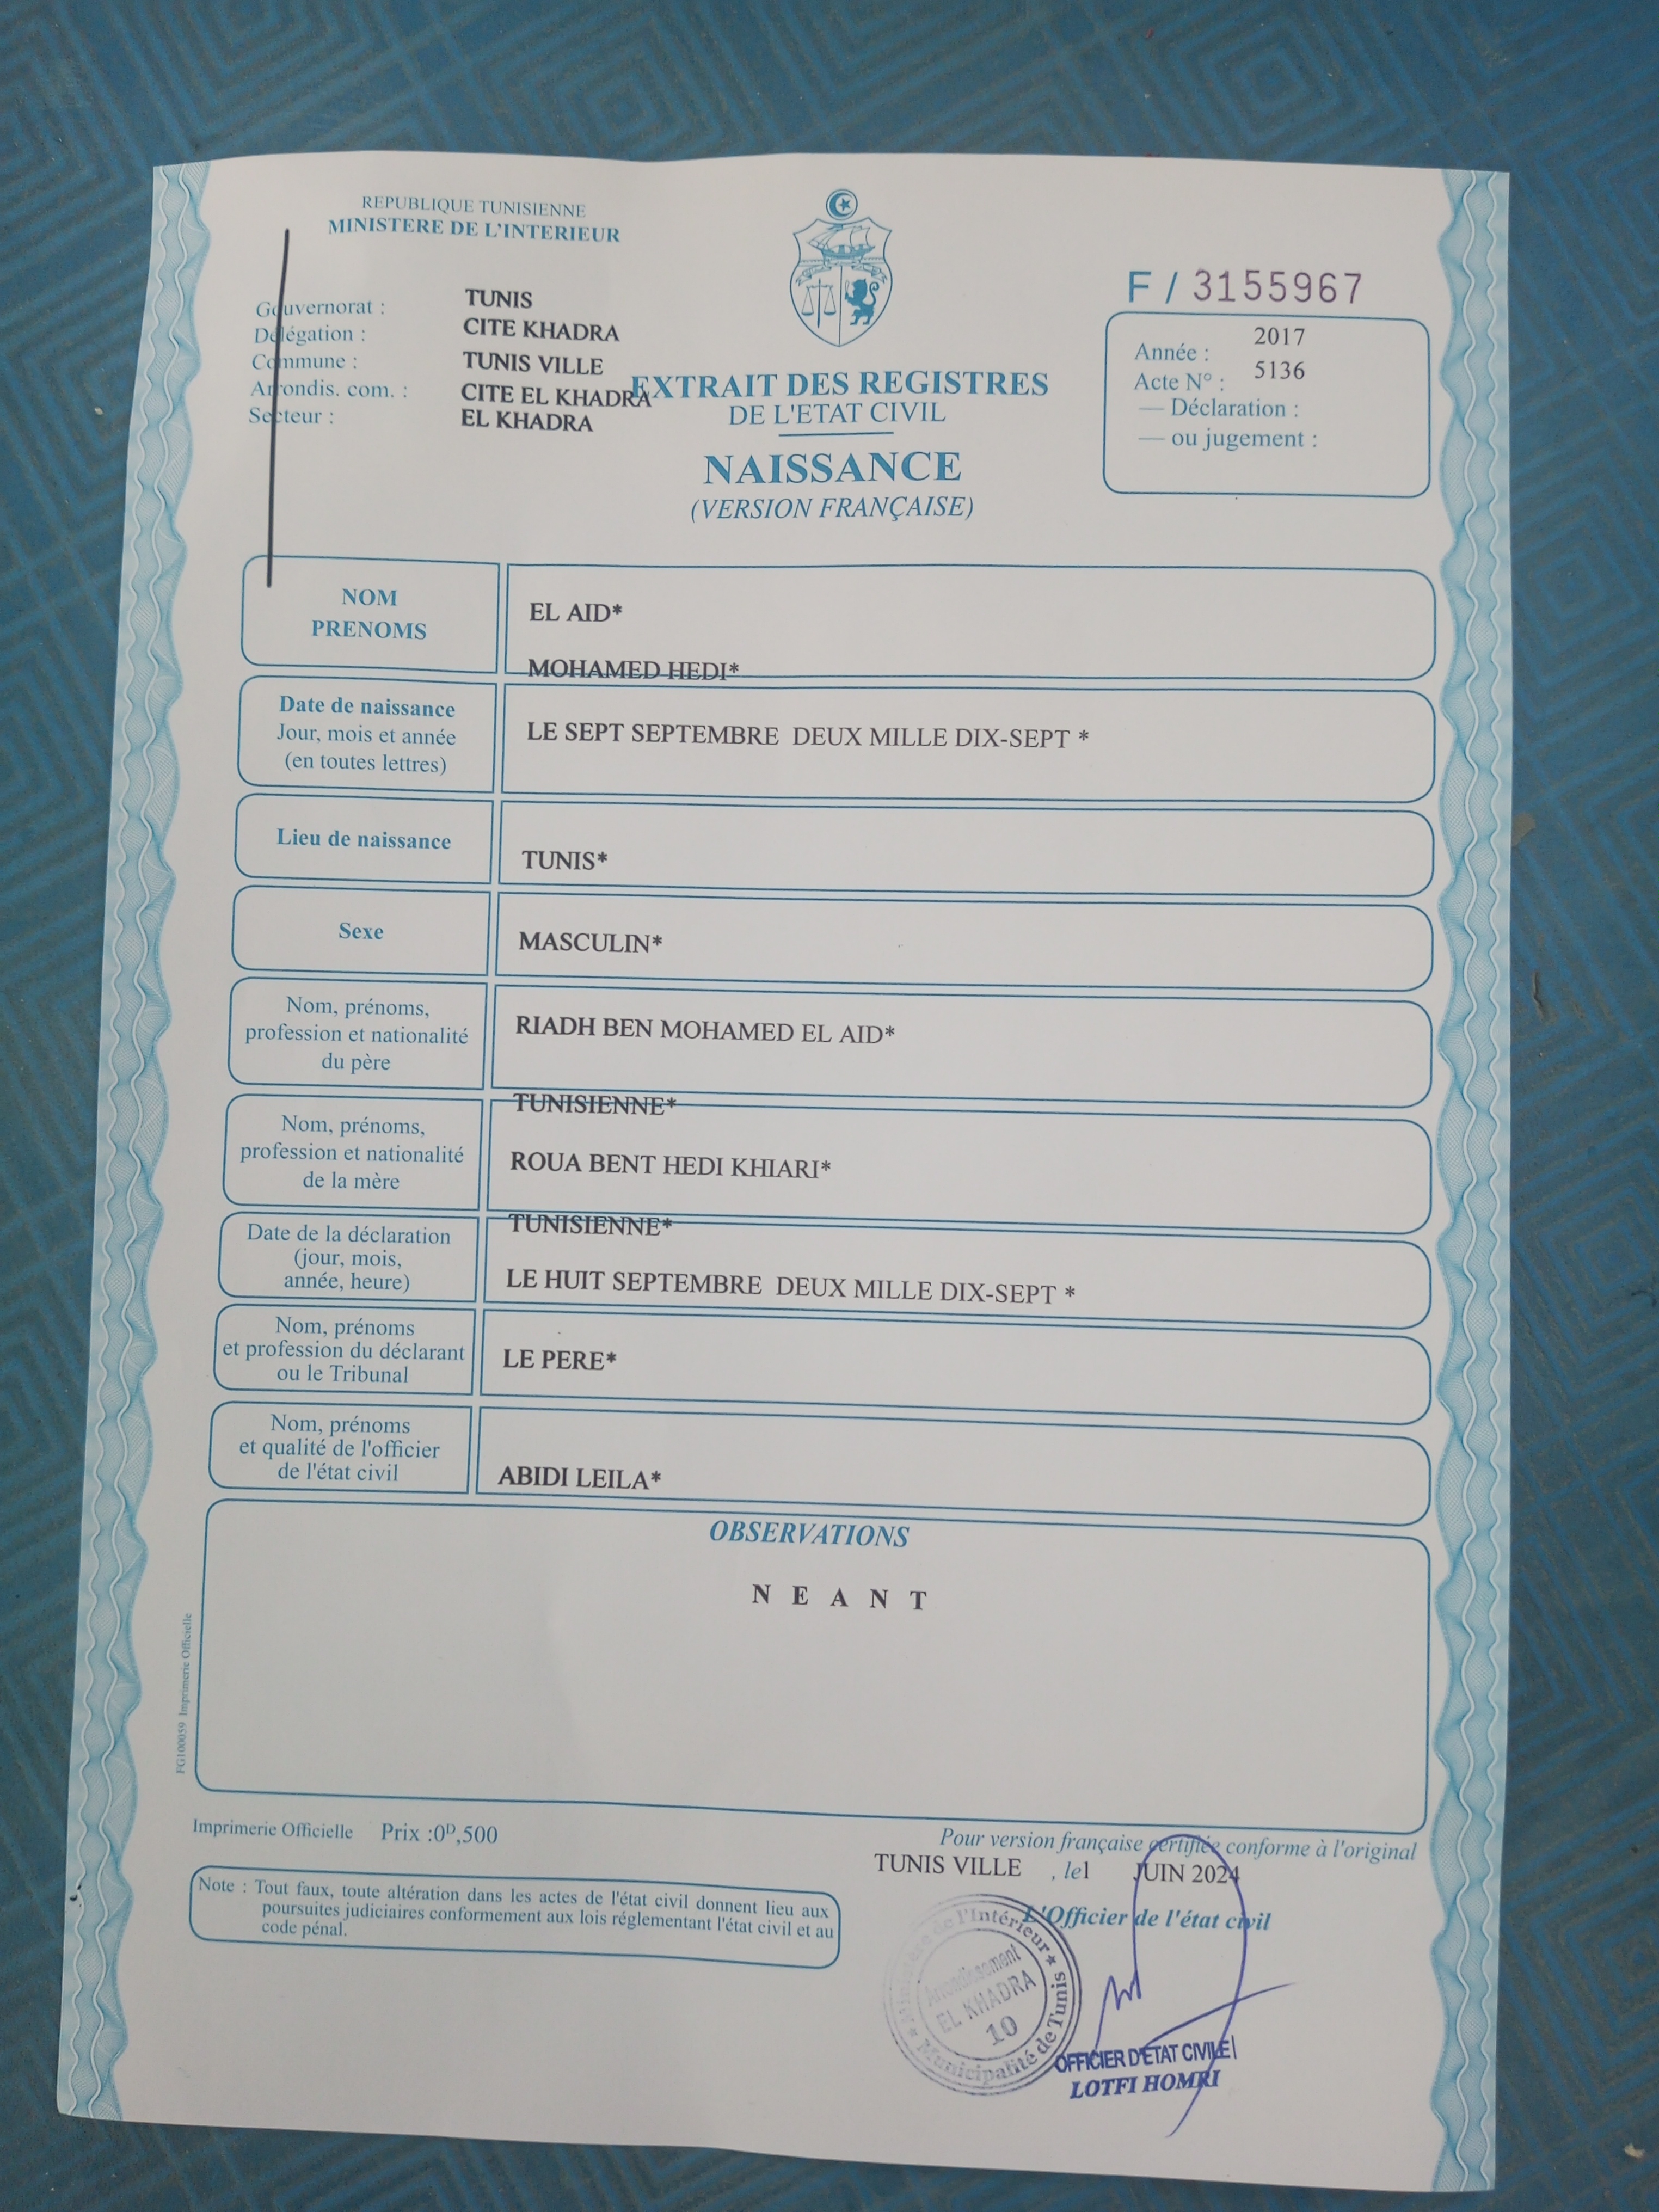 REPUBLIQUE TUNISIENNE
MINISTERE DE L'INTERIEUR
Gouvernorat : TUNIS
Délégation : CITE KHADRA
Commune : TUNIS VILLE
Arrondis. com. : CITE EL KHADRA
Secteur : EL KHADRA
EXTRAIT DES REGISTRES
DE L'ETAT CIVIL
NAISSANCE
(VERSION FRANÇAISE)
F / 3155967
Année : 2017
Acte N° : 5136
— Déclaration :
— ou jugement :
NOM
PRENOMS
EL AID*
MOHAMED HEDI*
Date de naissance
Jour, mois et année
(en toutes lettres)
LE SEPT SEPTEMBRE DEUX MILLE DIX-SEPT *
Lieu de naissance
TUNIS*
Sexe
MASCULIN*
Nom, prénoms,
profession et nationalité
du père
RIADH BEN MOHAMED EL AID*
TUNISIENNE*
Nom, prénoms,
profession et nationalité
de la mère
ROUA BENT HEDI KHIARI*
TUNISIENNE*
Date de la déclaration
(jour, mois,
année, heure)
LE HUIT SEPTEMBRE DEUX MILLE DIX-SEPT *
Nom, prénoms
et profession du déclarant
ou le Tribunal
LE PERE*
Nom, prénoms
et qualité de l'officier
de l'état civil
ABIDI LEILA*
OBSERVATIONS
N E A N T
FG100059 Imprimerie Officielle
Imprimerie Officielle Prix :0ᴰ,500
Note : Tout faux, toute altération dans les actes de l'état civil donnent lieu aux
poursuites judiciaires conformement aux lois réglementant l'état civil et au
code pénal.
Pour version française certifiée conforme à l'original
TUNIS VILLE , le1 JUIN 2024
L'Officier de l'état civil
Ministère de l'Intérieur
Municipalité de Tunis
Arrondissement
EL KHADRA
10
OFFICIER D'ETAT CIVILE
LOTFI HOMRI